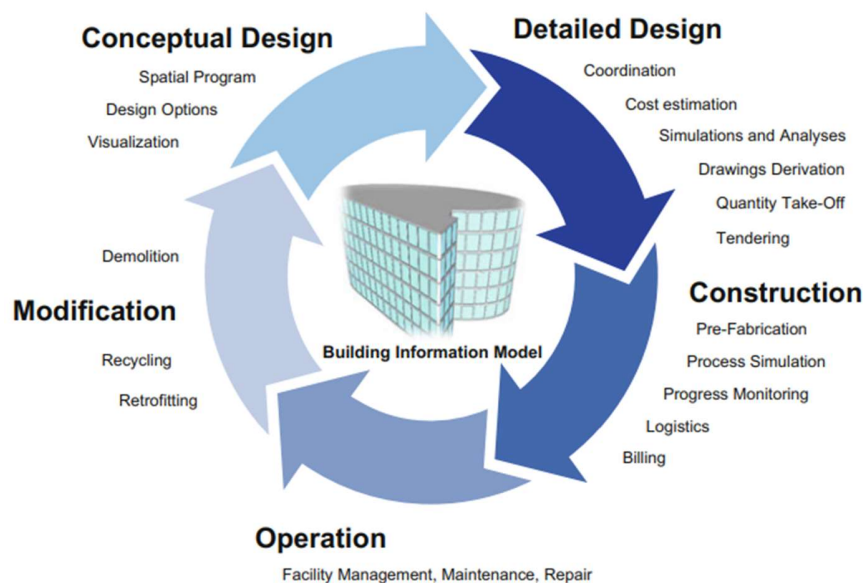 Conceptual Design
Spatial Program
Design Options
Visualization
Detailed Design
Coordination
Cost estimation
Simulations and Analyses
Drawings Derivation
Quantity Take-Off
Tendering
Construction
Pre-Fabrication
Process Simulation
Progress Monitoring
Logistics
Billing
Operation
Facility Management, Maintenance, Repair
Demolition
Modification
Recycling
Retrofitting
Building Information Model